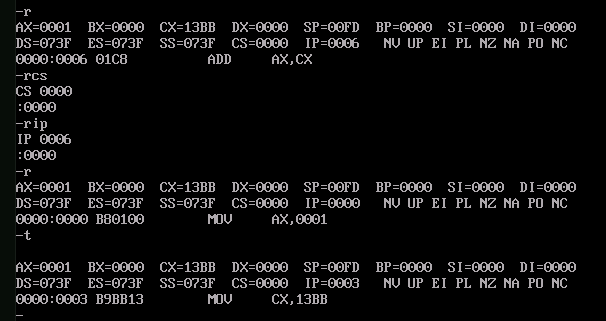 -r
AX=0001 BX=0000 CX=13BB DX=0000 SP=00FD BP=0000 SI=0000 DI=0000
DS=073F ES=073F SS=073F CS=0000 IP=0006 NV UP EI PL NZ NA PO NC
0000:0006 01C8 ADD AX,CX
-rcs
CS 0000
:0000
-rip
IP 0006
:0000
-r
AX=0001 BX=0000 CX=13BB DX=0000 SP=00FD BP=0000 SI=0000 DI=0000
DS=073F ES=073F SS=073F CS=0000 IP=0000 NV UP EI PL NZ NA PO NC
0000:0000 B80100 MOV AX,0001
-t
AX=0001 BX=0000 CX=13BB DX=0000 SP=00FD BP=0000 SI=0000 DI=0000
DS=073F ES=073F SS=073F CS=0000 IP=0003 NV UP EI PL NZ NA PO NC
0000:0003 B9BB13 MOV CX,13BB
-